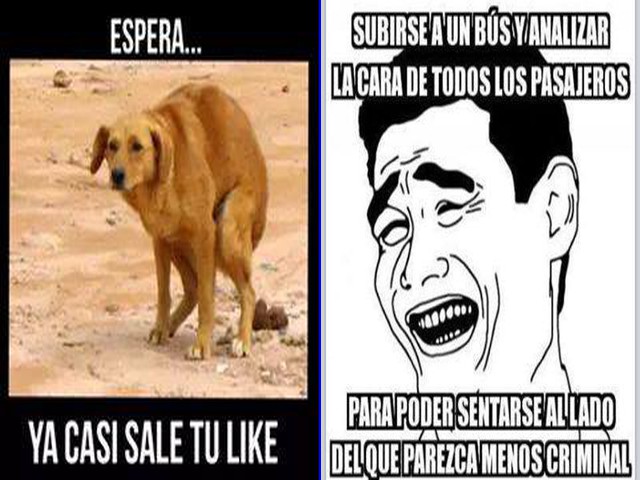 ESPERA...
YA CASI SALE TU LIKE
SUBIRSE A UN BÚS Y ANALIZAR
LA CARA DE TODOS LOS PASAJEROS
PARA PODER SENTARSE AL LADO
DEL QUE PAREZCA MENOS CRIMINAL